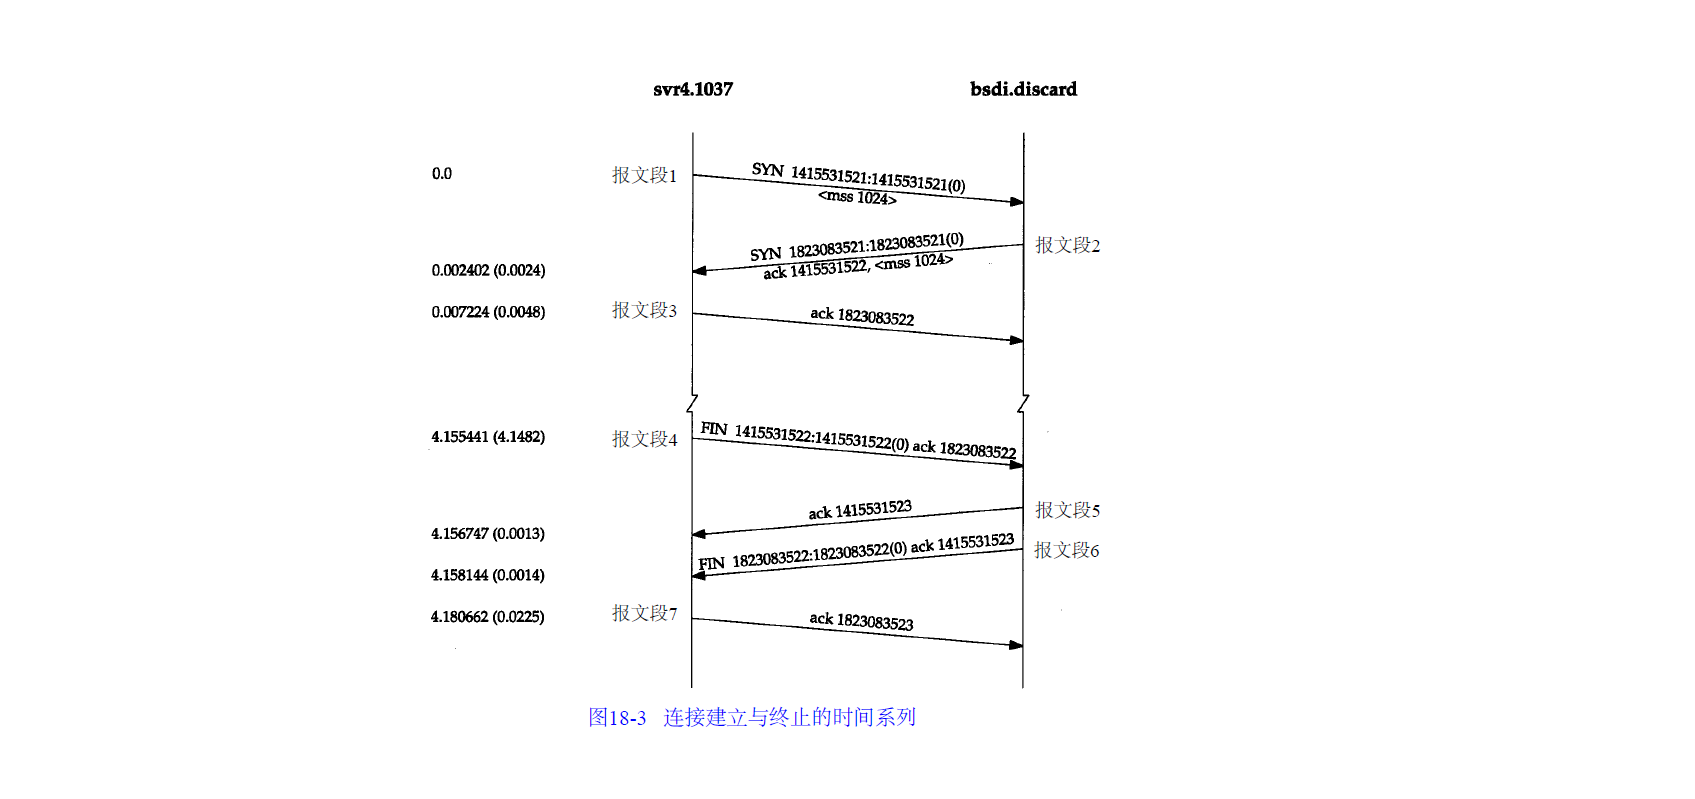 svr4.1037 bsdi.discard
0.0 报文段1 SYN 1415531521:1415531521(0)
<mss 1024>
SYN 1823083521:1823083521(0) 报文段2
0.002402 (0.0024) ack 1415531522, <mss 1024>
0.007224 (0.0048) 报文段3 ack 1823083522
4.155441 (4.1482) 报文段4 FIN 1415531522:1415531522(0) ack 1823083522
ack 1415531523 报文段5
4.156747 (0.0013)
FIN 1823083522:1823083522(0) ack 1415531523 报文段6
4.158144 (0.0014)
4.180662 (0.0225) 报文段7 ack 1823083523
图18-3 连接建立与终止的时间系列